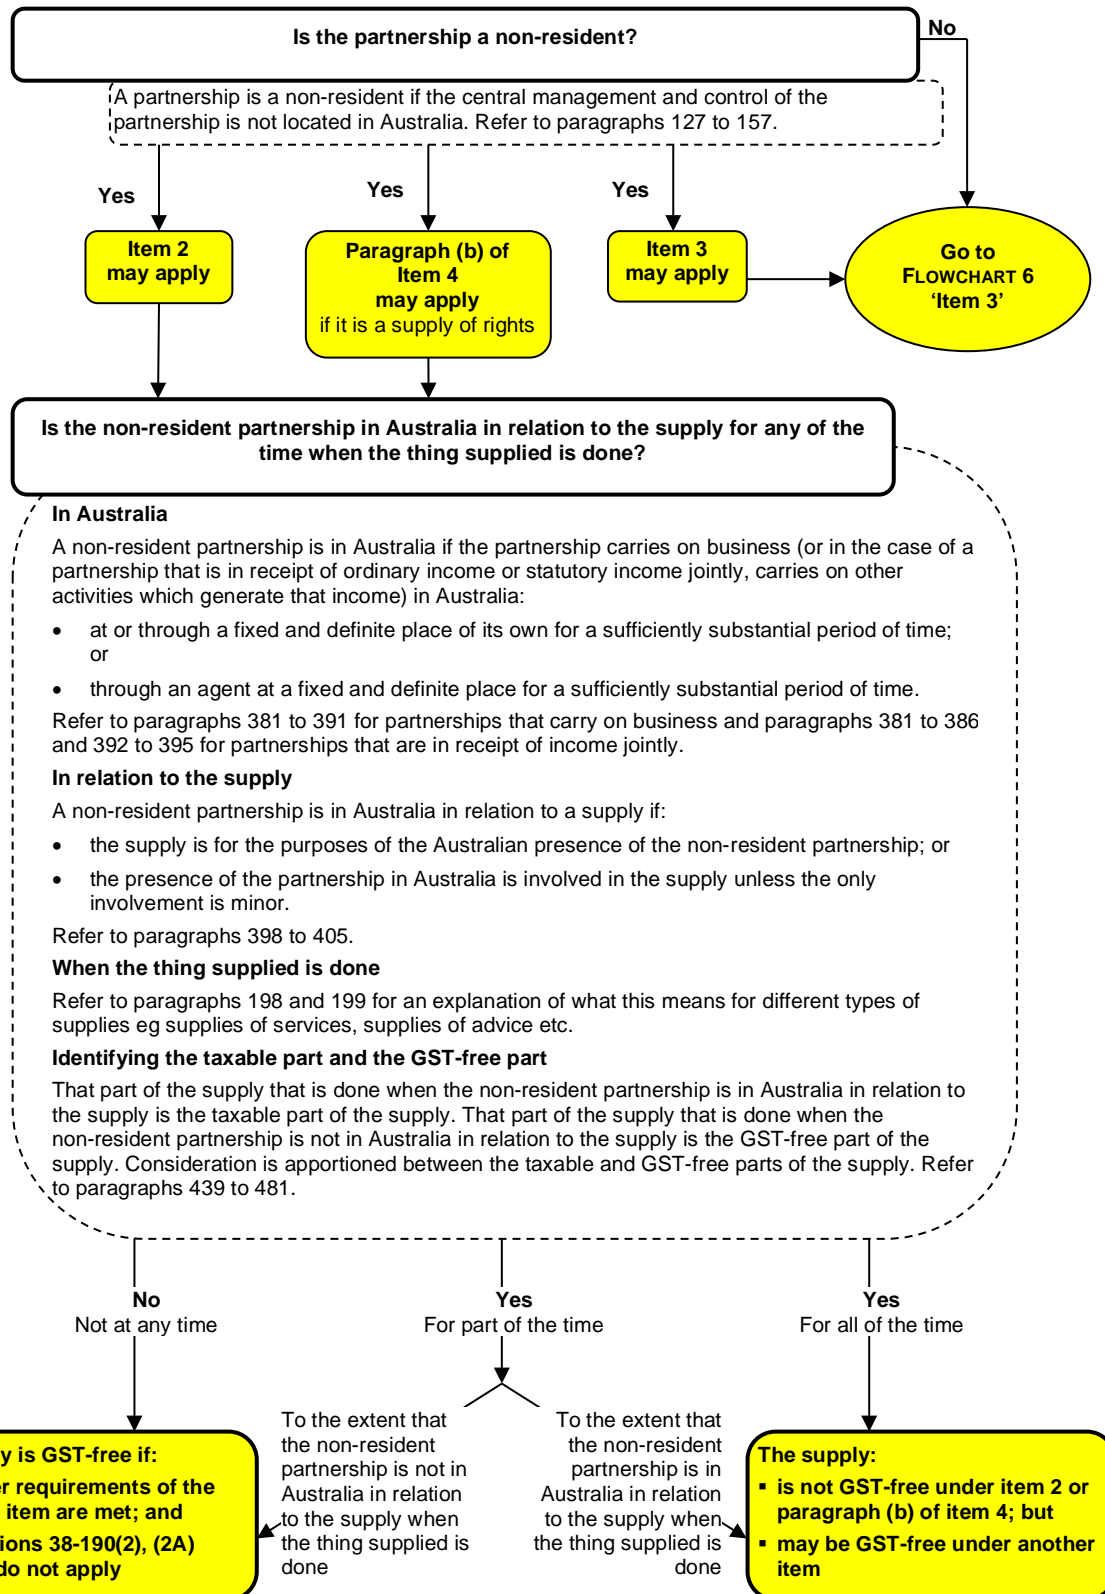 Is the partnership a non-resident?
No
A partnership is a non-resident if the central management and control of the
partnership is not located in Australia. Refer to paragraphs 127 to 157.
Yes
Yes
Yes
Item 2
may apply
Paragraph (b) of
Item 4
may apply
if it is a supply of rights
Item 3
may apply
Go to
FLOWCHART 6
‘Item 3’
Is the non-resident partnership in Australia in relation to the supply for any of the
time when the thing supplied is done?
In Australia
A non-resident partnership is in Australia if the partnership carries on business (or in the case of a
partnership that is in receipt of ordinary income or statutory income jointly, carries on other
activities which generate that income) in Australia:
• at or through a fixed and definite place of its own for a sufficiently substantial period of time;
or
• through an agent at a fixed and definite place for a sufficiently substantial period of time.
Refer to paragraphs 381 to 391 for partnerships that carry on business and paragraphs 381 to 386
and 392 to 395 for partnerships that are in receipt of income jointly.
In relation to the supply
A non-resident partnership is in Australia in relation to a supply if:
• the supply is for the purposes of the Australian presence of the non-resident partnership; or
• the presence of the partnership in Australia is involved in the supply unless the only
involvement is minor.
Refer to paragraphs 398 to 405.
When the thing supplied is done
Refer to paragraphs 198 and 199 for an explanation of what this means for different types of
supplies eg supplies of services, supplies of advice etc.
Identifying the taxable part and the GST-free part
That part of the supply that is done when the non-resident partnership is in Australia in relation to
the supply is the taxable part of the supply. That part of the supply that is done when the
non-resident partnership is not in Australia in relation to the supply is the GST-free part of the
supply. Consideration is apportioned between the taxable and GST-free parts of the supply. Refer
to paragraphs 439 to 481.
No
Not at any time
Yes
For part of the time
Yes
For all of the time
y is GST-free if:
er requirements of the
item are met; and
ions 38-190(2), (2A)
do not apply
To the extent that
the non-resident
partnership is not in
Australia in relation
to the supply when
the thing supplied is
done
To the extent that
the non-resident
partnership is in
Australia in relation
to the supply when
the thing supplied is
done
The supply:
▪ is not GST-free under item 2 or
paragraph (b) of item 4; but
▪ may be GST-free under another
item